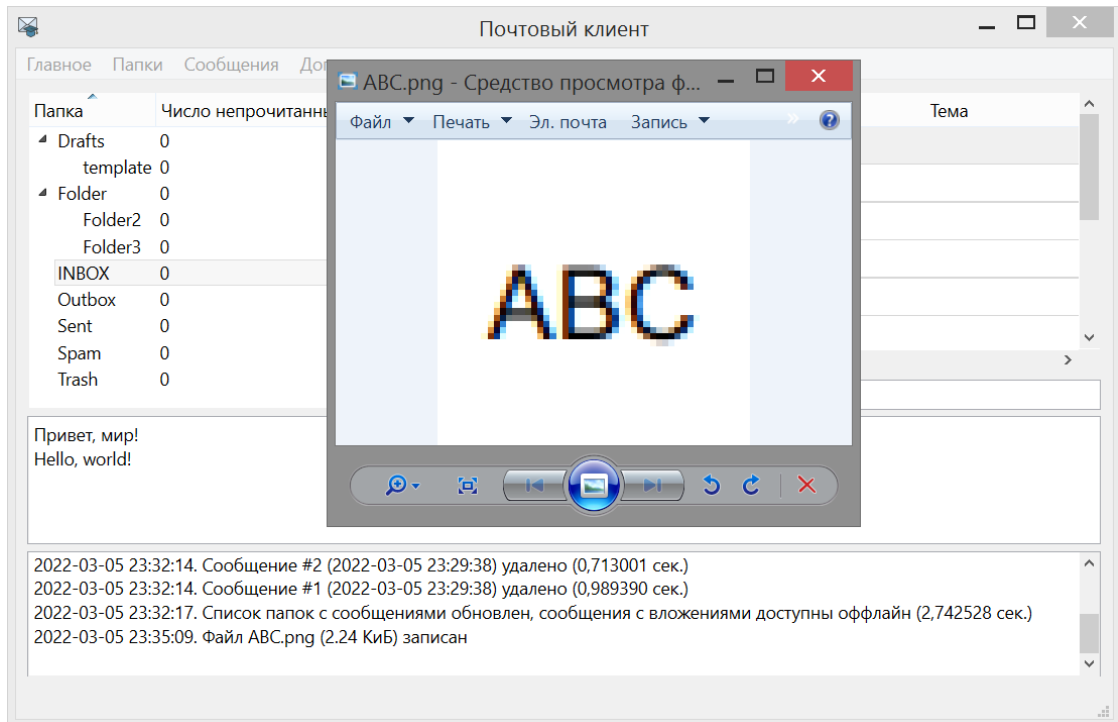 Почтовый клиент
Главное Папки Сообщения
ABC.png - Средство просмотра ф...
Файл Печать Эл. почта Запись
Папка Тема
Drafts 0
template 0
Folder 0
Folder2 0
Folder3 0
INBOX 0
Outbox 0
Sent 0
Spam 0
Trash 0
ABC
Привет, мир!
Hello, world!
2022-03-05 23:32:14. Сообщение #2 (2022-03-05 23:29:38) удалено (0,713001 сек.)
2022-03-05 23:32:14. Сообщение #1 (2022-03-05 23:29:38) удалено (0,989390 сек.)
2022-03-05 23:32:17. Список папок с сообщениями обновлен, сообщения с вложениями доступны оффлайн (2,742528 сек.)
2022-03-05 23:35:09. Файл ABC.png (2.24 КиБ) записан